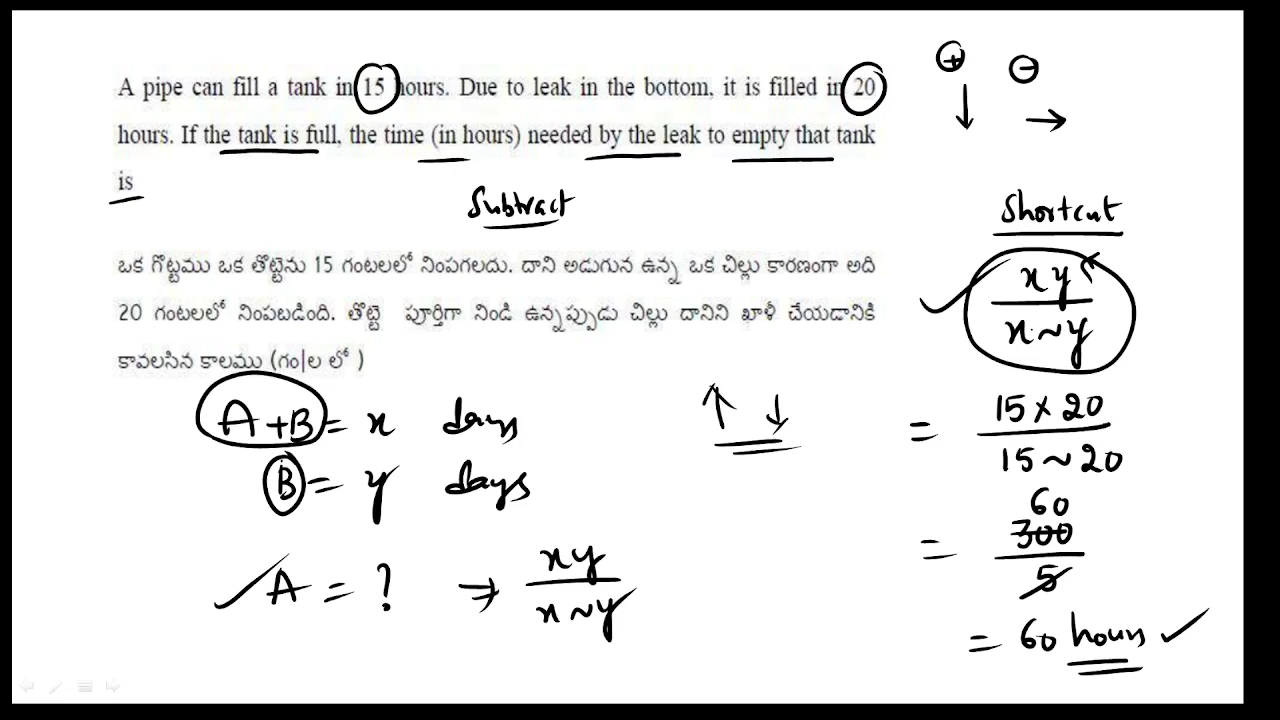 A pipe can fill a tank in 15 hours. Due to leak in the bottom, it is filled in 20
hours. If the tank is full, the time (in hours) needed by the leak to empty that tank
is
Subtract
ఒక గొట్టము ఒక తొట్టెను 15 గంటలలో నింపగలదు. దాని అడుగున ఉన్న ఒక చిల్లు కారణంగా అది
20 గంటలలో నింపబడింది. తొట్టె పూర్తిగా నిండి ఉన్నప్పుడు చిల్లు దానిని ఖాళీ చేయడానికి
కావలసిన కాలము (గం|ల లో )
A+B = x days
B = y days
A = ? → xy
x~y
+ -
↓ →
↑ ↓
Shortcut
xy
x~y
= 15 x 20
15 ~ 20
60
= 300
5
= 60 hours ✓